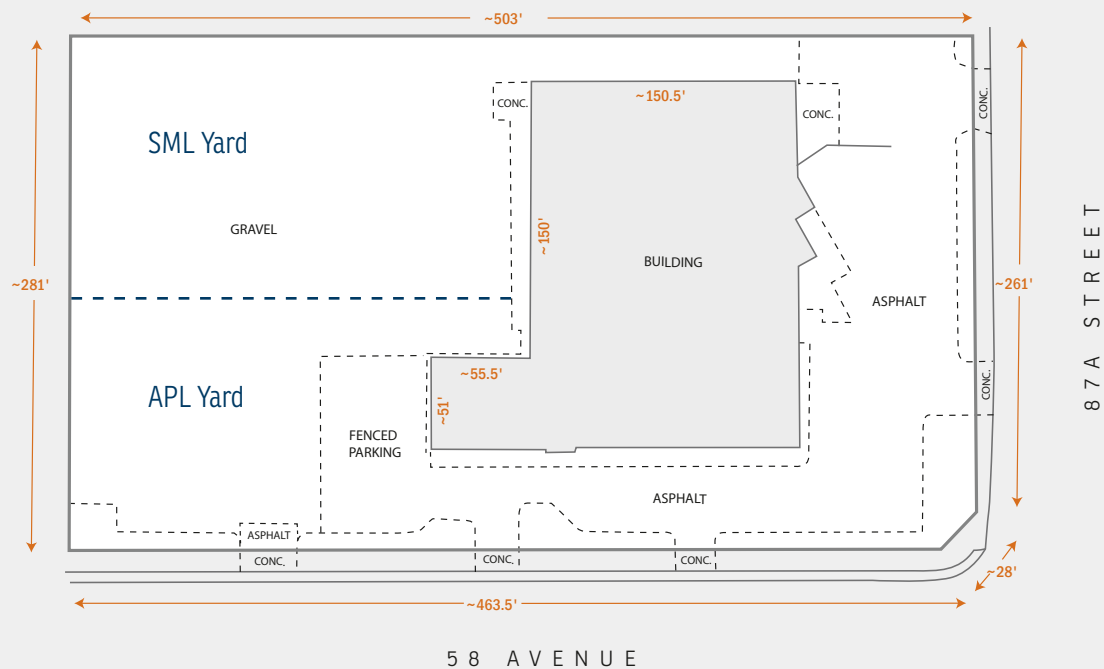 ~503'
CONC.
~150.5'
CONC.
CONC.
SML Yard
GRAVEL
~150'
BUILDING
~281'
~261'
ASPHALT
87A STREET
~55.5'
CONC.
APL Yard
~51'
FENCED
PARKING
ASPHALT
ASPHALT
CONC.
CONC.
CONC.
~28'
~463.5'
58 AVENUE